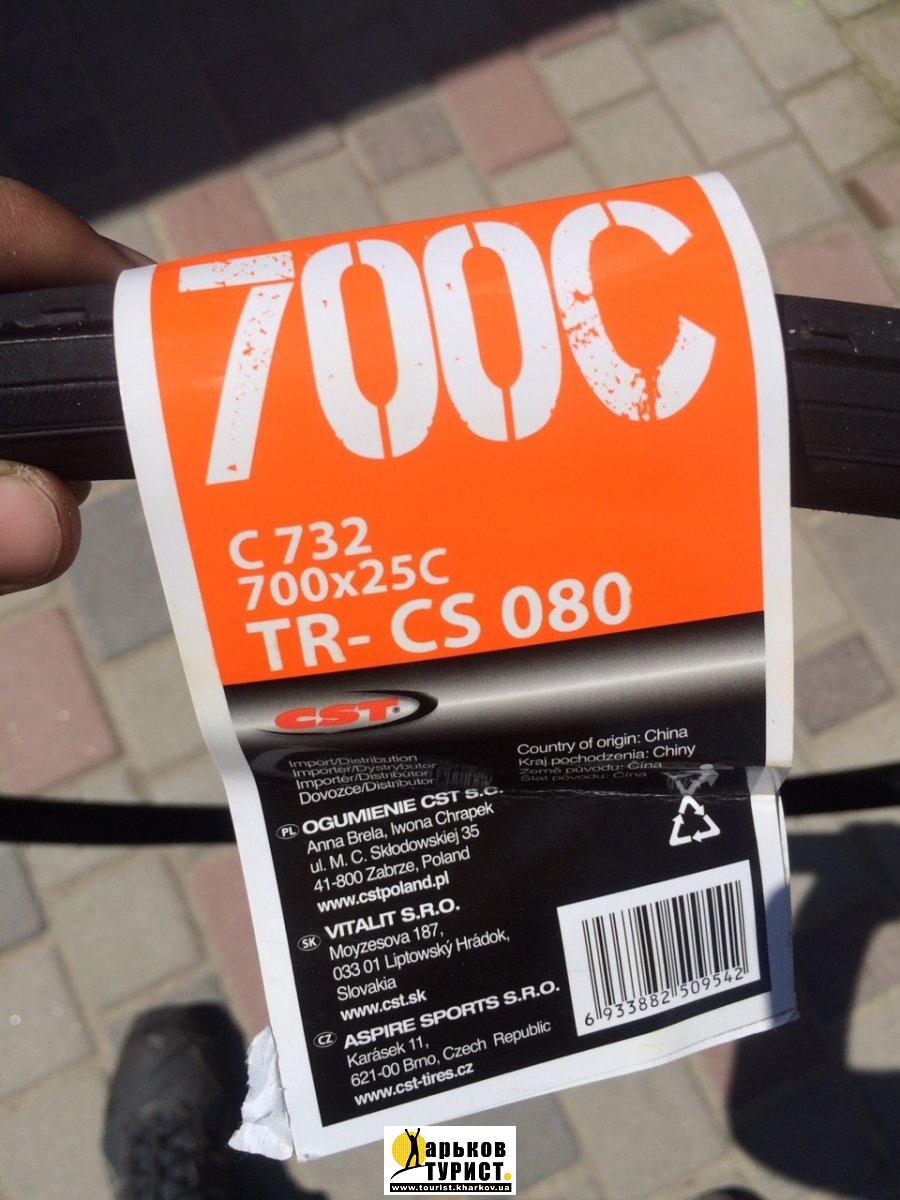 700C
C 732
700x25C
TR- CS 080
CST®
Import/Distribution
Importer/Dystrybutor
Importér/Distributor
Dovozce/Distributor
Country of origin: China
Kraj pochodzenia: Chiny
Země původu: Čína
Štát pôvodu: Čína
PL OGUMIENIE CST S.C.
Anna Brela, Iwona Chrapek
ul. M. C. Skłodowskiej 35
41-800 Zabrze, Poland
www.cstpoland.pl
SK VITALIT S.R.O.
Moyzesova 187,
033 01 Liptowský Hrádok,
Slovakia
www.cst.sk
CZ ASPIRE SPORTS S.R.O.
Karásek 11,
621-00 Brno, Czech Republic
www.cst-tires.cz
6 933882 509542
Харьков
ТУРИСТ.
www.tourist.kharkov.ua